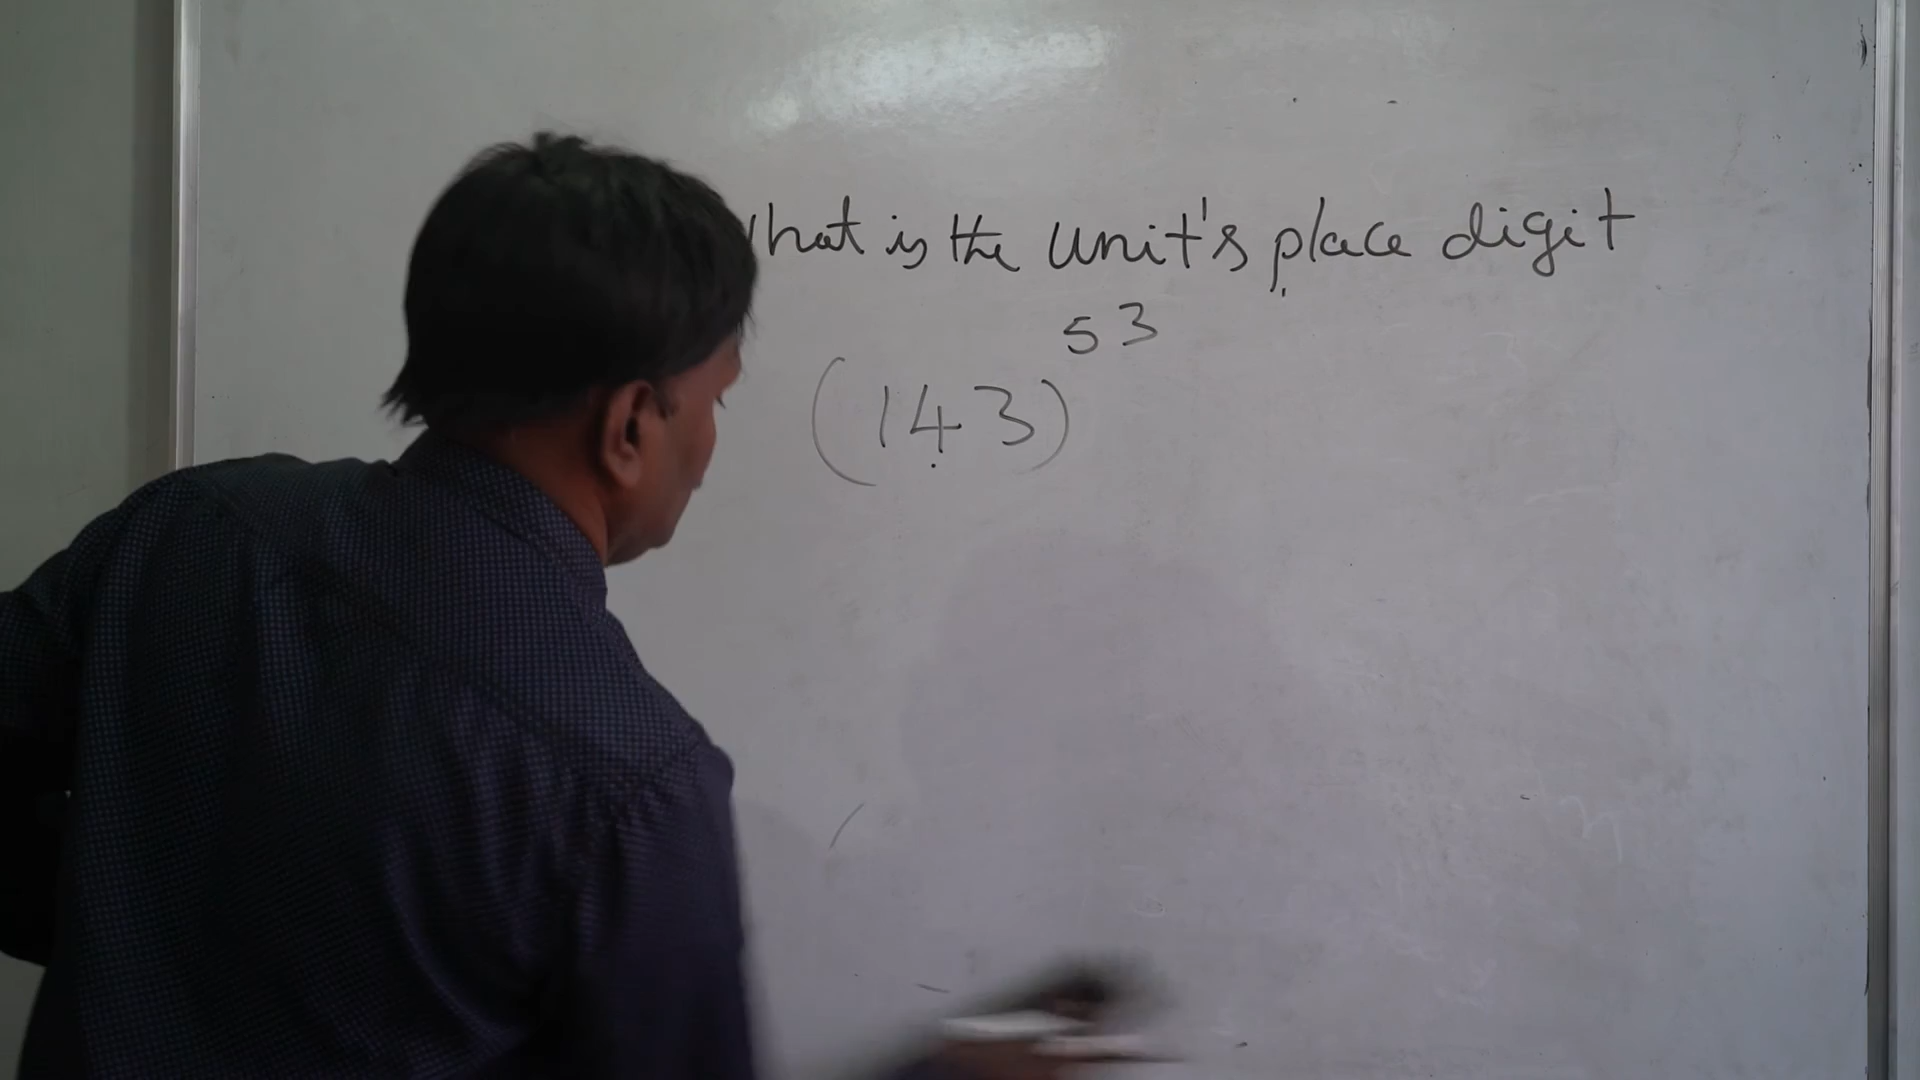 hat is the unit's place digit
(143)^53